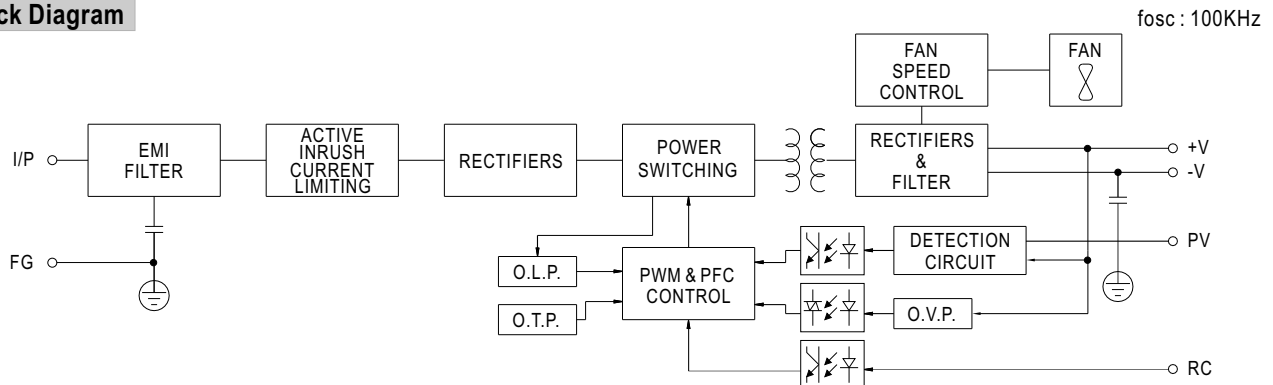 ck Diagram
fosc : 100KHz
FAN
SPEED
CONTROL
FAN
I/P
EMI
FILTER
ACTIVE
INRUSH
CURRENT
LIMITING
RECTIFIERS
POWER
SWITCHING
RECTIFIERS
&
FILTER
+V
-V
FG
O.L.P.
O.T.P.
PWM & PFC
CONTROL
DETECTION
CIRCUIT
PV
O.V.P.
RC